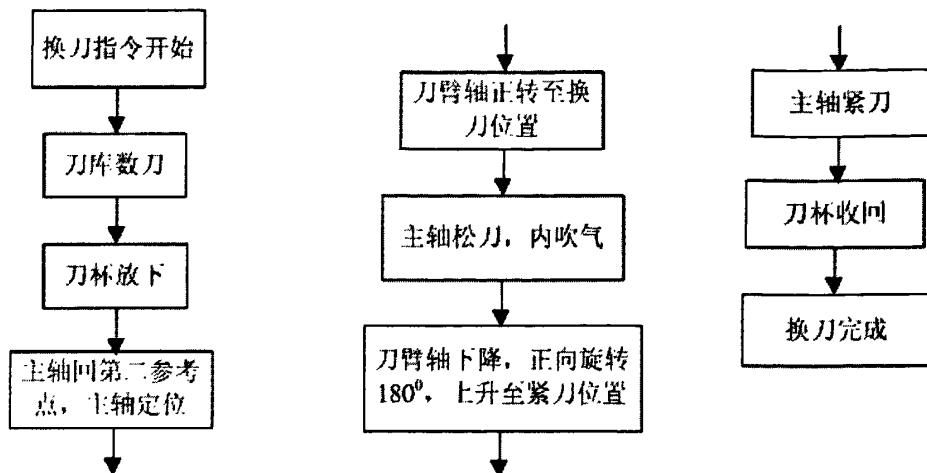 换刀指令开始
刀库数刀
刀杯放下
主轴回第二参考
点，主轴定位
刀臂轴正转至换
刀位置
主轴松刀，内吹气
刀臂轴下降，正向旋转
180⁰，上升至紧刀位置
主轴紧刀
刀杯收回
换刀完成